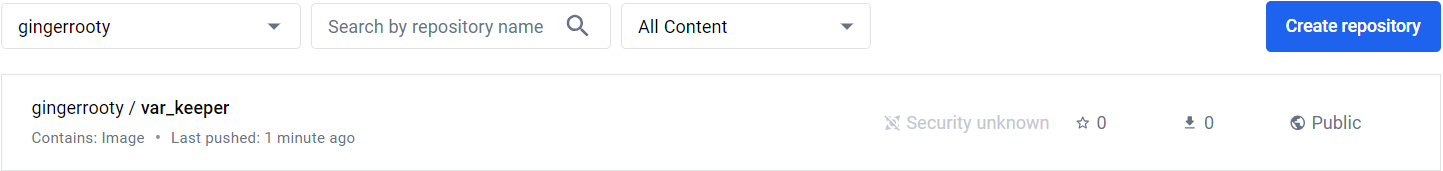 gingerrooty Search by repository name All Content Create repository
gingerrooty / var_keeper
Security unknown 0 0 Public
Contains: Image • Last pushed: 1 minute ago